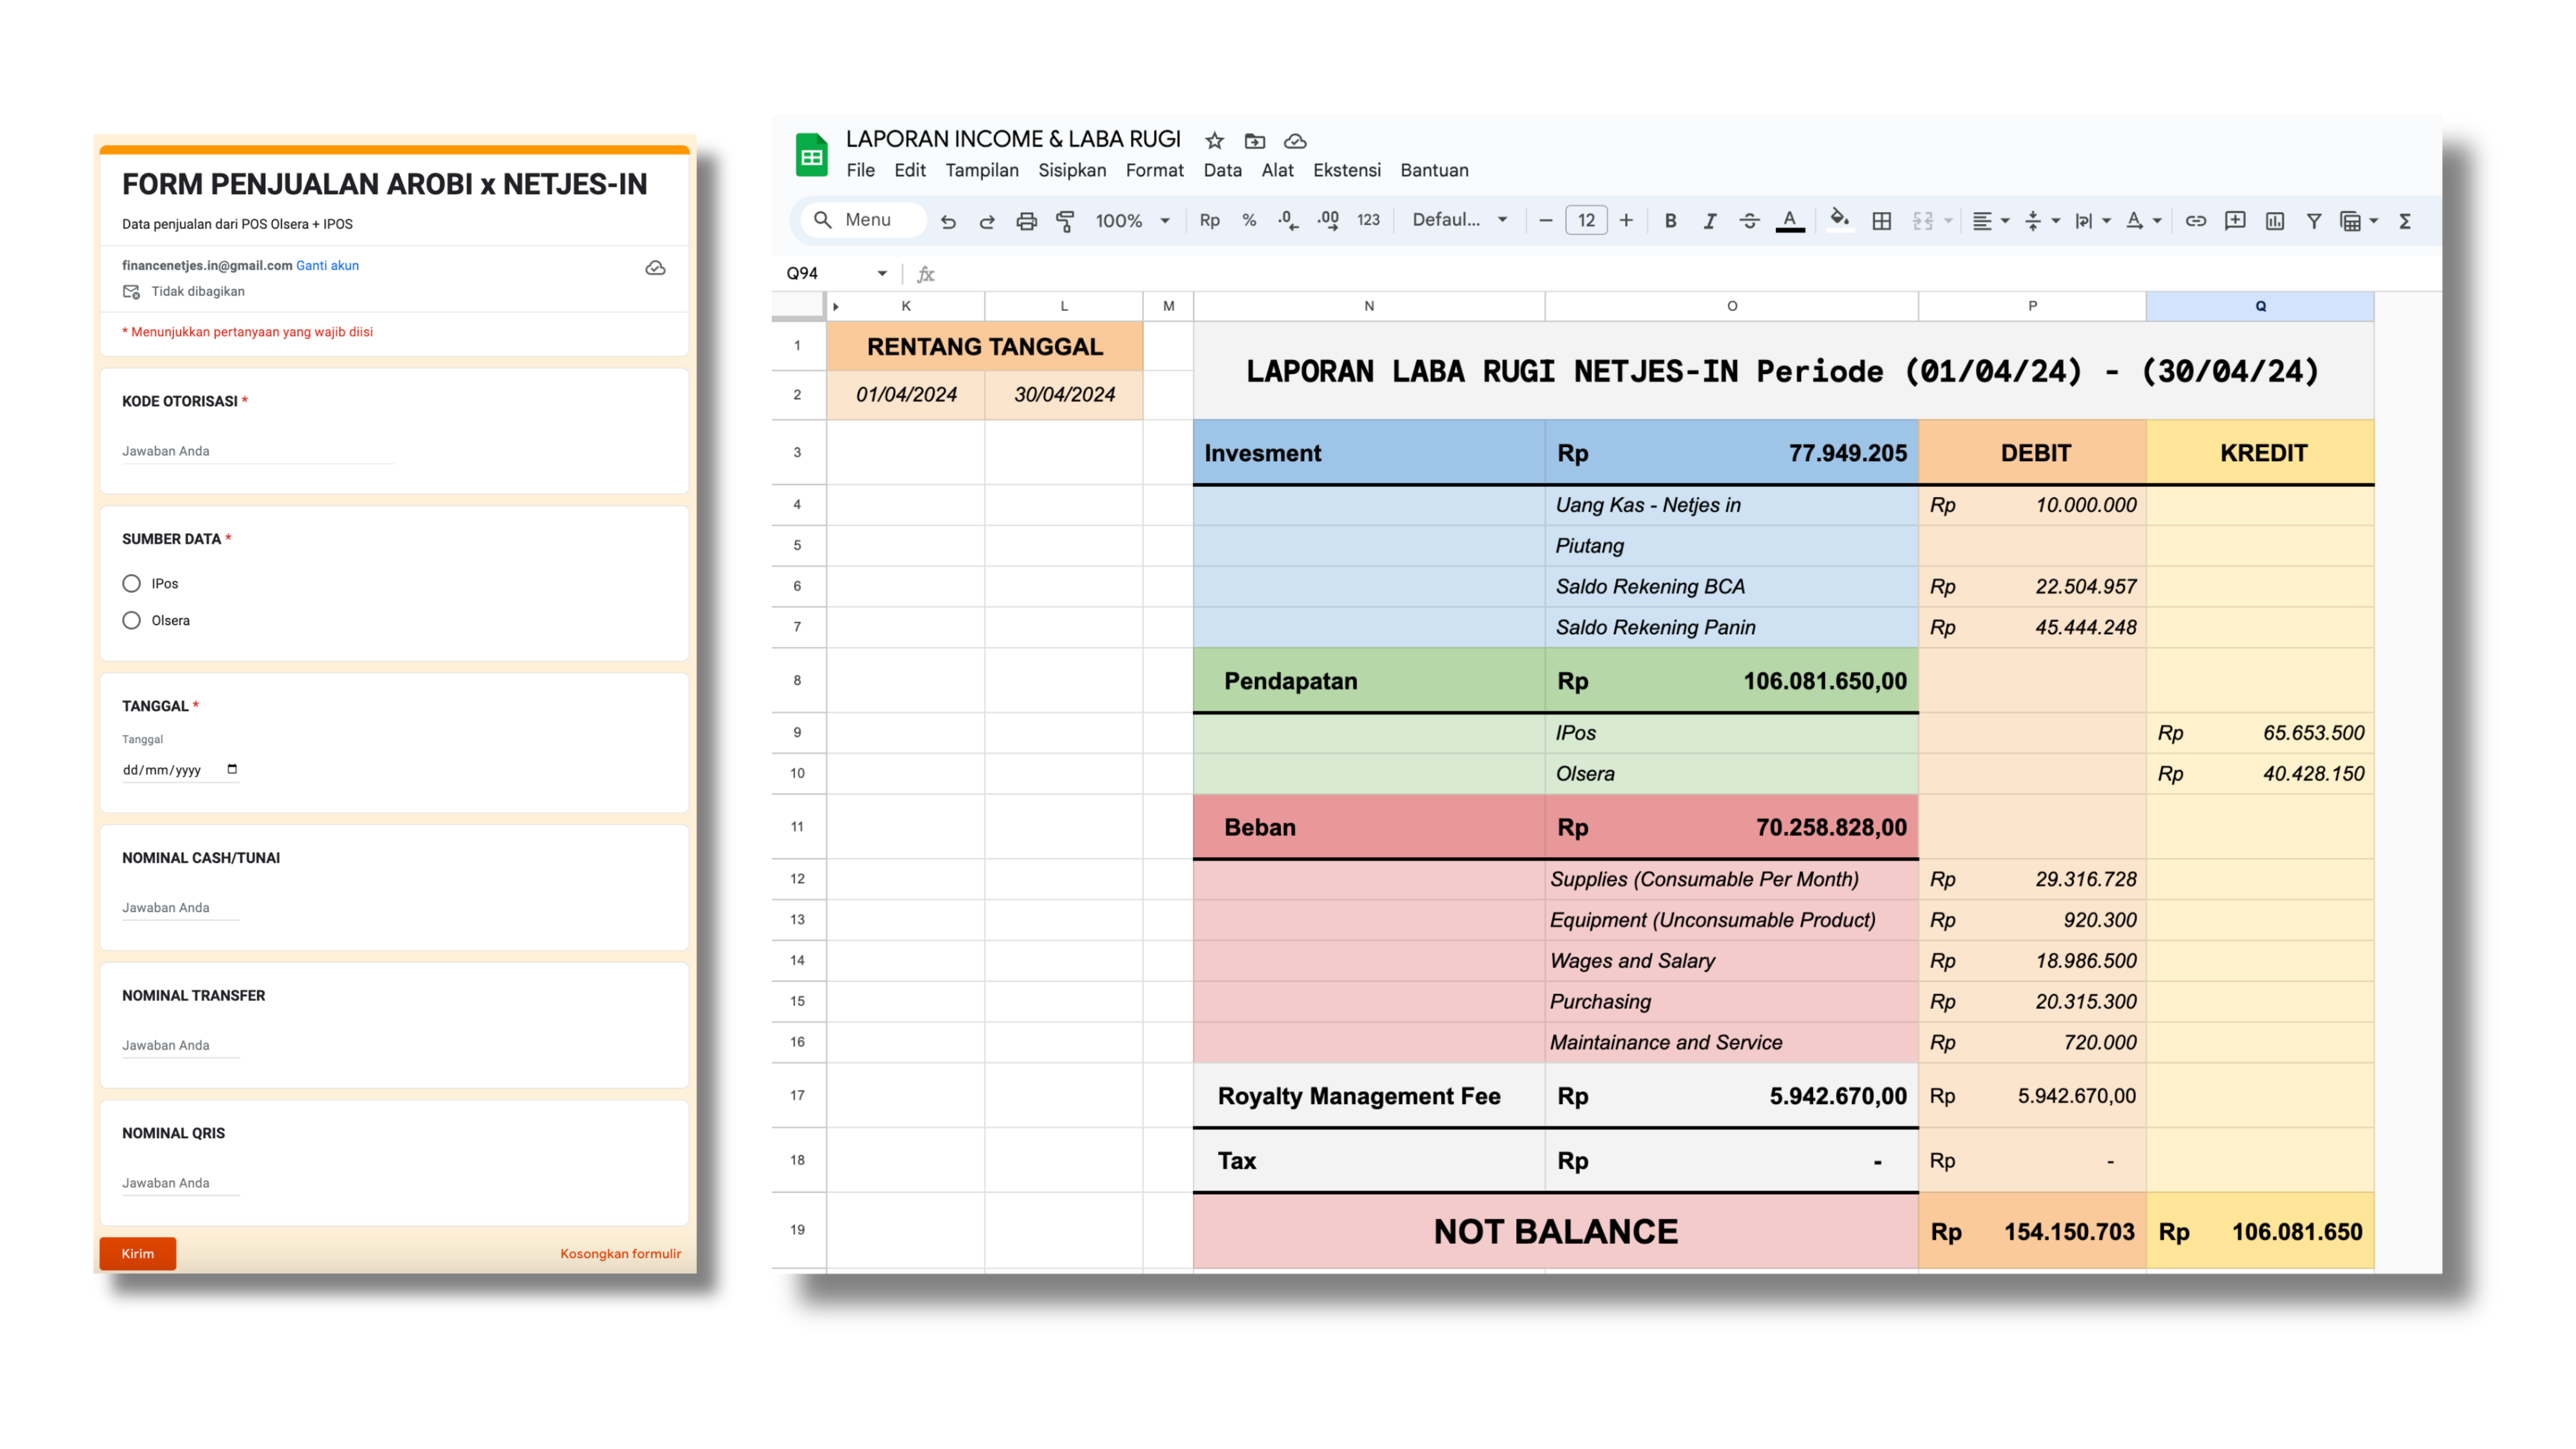 FORM PENJUALAN AROBI x NETJES-IN
Data penjualan dari POS Olsera + IPOS
financenetjes.in@gmail.com Ganti akun
Tidak dibagikan
* Menunjukkan pertanyaan yang wajib diisi
KODE OTORISASI *
Jawaban Anda
SUMBER DATA *
IPos
Olsera
TANGGAL *
Tanggal
dd/mm/yyyy
NOMINAL CASH/TUNAI
Jawaban Anda
NOMINAL TRANSFER
Jawaban Anda
NOMINAL QRIS
Jawaban Anda
Kirim Kosongkan formulir
LAPORAN INCOME & LABA RUGI
File Edit Tampilan Sisipkan Format Data Alat Ekstensi Bantuan
Menu 100% Rp % .0 .00 123 Defaul... − 12 + B I S A Σ
Q94 fx
K L M N O P Q
1 RENTANG TANGGAL LAPORAN LABA RUGI NETJES-IN Periode (01/04/24) - (30/04/24)
2 01/04/2024 30/04/2024
3 Invesment Rp 77.949.205 DEBIT KREDIT
4 Uang Kas - Netjes in Rp 10.000.000
5 Piutang
6 Saldo Rekening BCA Rp 22.504.957
7 Saldo Rekening Panin Rp 45.444.248
8 Pendapatan Rp 106.081.650,00
9 IPos Rp 65.653.500
10 Olsera Rp 40.428.150
11 Beban Rp 70.258.828,00
12 Supplies (Consumable Per Month) Rp 29.316.728
13 Equipment (Unconsumable Product) Rp 920.300
14 Wages and Salary Rp 18.986.500
15 Purchasing Rp 20.315.300
16 Maintainance and Service Rp 720.000
17 Royalty Management Fee Rp 5.942.670,00 Rp 5.942.670,00
18 Tax Rp - Rp -
19 NOT BALANCE Rp 154.150.703 Rp 106.081.650